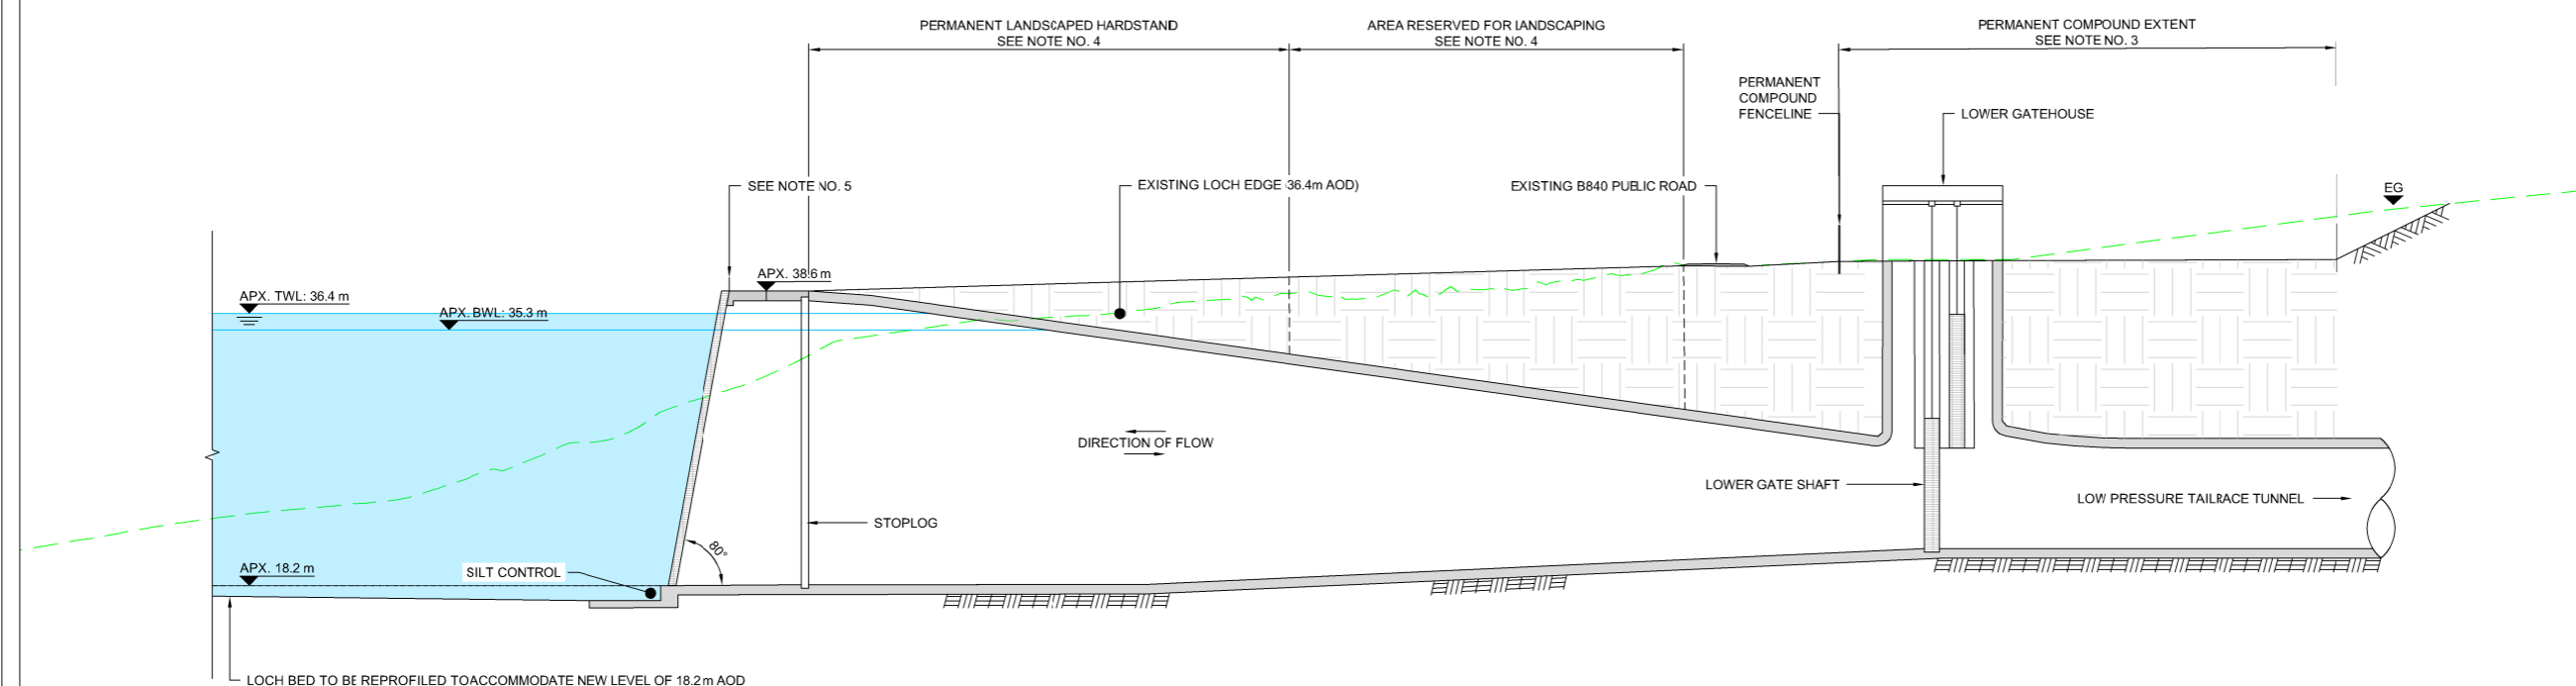 PERMANENT LANDSCAPED HARDSTAND
SEE NOTE NO. 4
AREA RESERVED FOR LANDSCAPING
SEE NOTE NO. 4
PERMANENT COMPOUND EXTENT
SEE NOTE NO. 3
PERMANENT
COMPOUND
FENCELINE
LOWER GATEHOUSE
SEE NOTE NO. 5
EXISTING LOCH EDGE 36.4m AOD)
EXISTING B840 PUBLIC ROAD
EG
APX. 38.6 m
APX. TWL: 36.4 m
APX. BWL: 35.3 m
DIRECTION OF FLOW
LOWER GATE SHAFT
LOW PRESSURE TAILRACE TUNNEL
STOPLOG
80°
APX. 18.2 m
SILT CONTROL
LOCH BED TO BE REPROFILED TO ACCOMMODATE NEW LEVEL OF 18.2m AOD